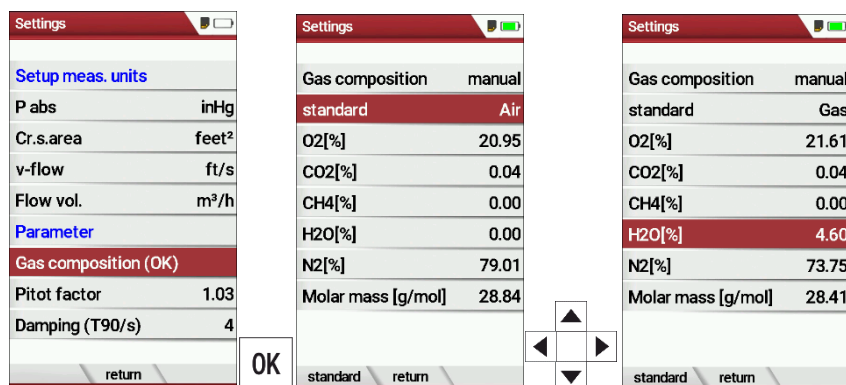 Settings
Setup meas. units
P abs inHg
Cr.s.area feet²
v-flow ft/s
Flow vol. m³/h
Parameter
Gas composition (OK)
Pitot factor 1.03
Damping (T90/s) 4
return
OK
Settings
Gas composition manual
standard Air
O2[%] 20.95
CO2[%] 0.04
CH4[%] 0.00
H2O[%] 0.00
N2[%] 79.01
Molar mass [g/mol] 28.84
standard return
Settings
Gas composition manual
standard Gas
O2[%] 21.61
CO2[%] 0.04
CH4[%] 0.00
H2O[%] 4.60
N2[%] 73.75
Molar mass [g/mol] 28.41
standard return